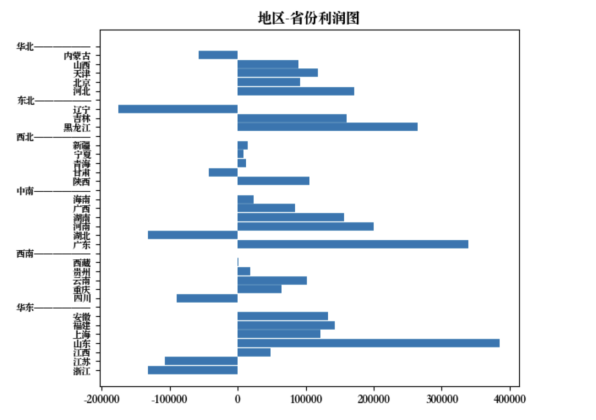 地区-省份利润图
华北
内蒙古
山西
天津
北京
河北
东北
辽宁
吉林
黑龙江
西北
新疆
宁夏
青海
甘肃
陕西
中南
海南
广西
湖南
河南
湖北
广东
西南
西藏
贵州
云南
重庆
四川
华东
安徽
福建
上海
山东
江西
江苏
浙江
-200000 -100000 0 100000 200000 300000 400000